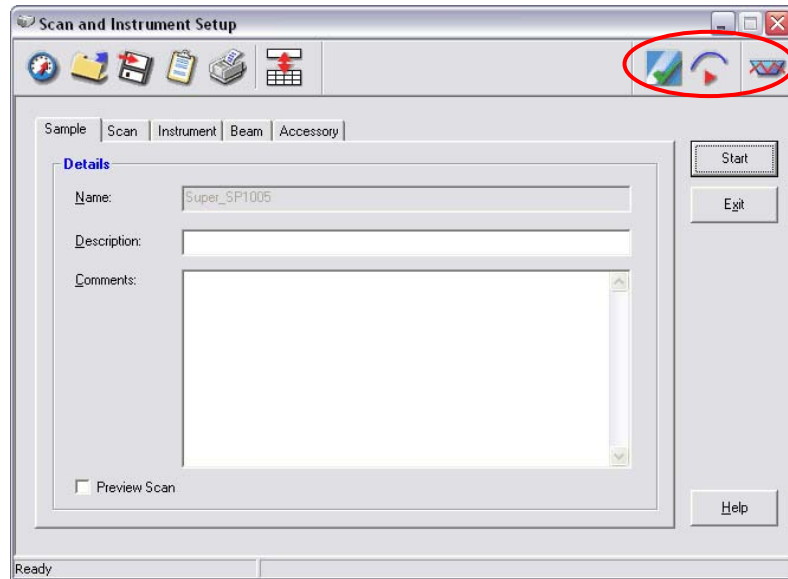 Scan and Instrument Setup
Sample Scan Instrument Beam Accessory
Details
Name: Super_SP1005
Description:
Comments:
Preview Scan
Start
Exit
Help
Ready